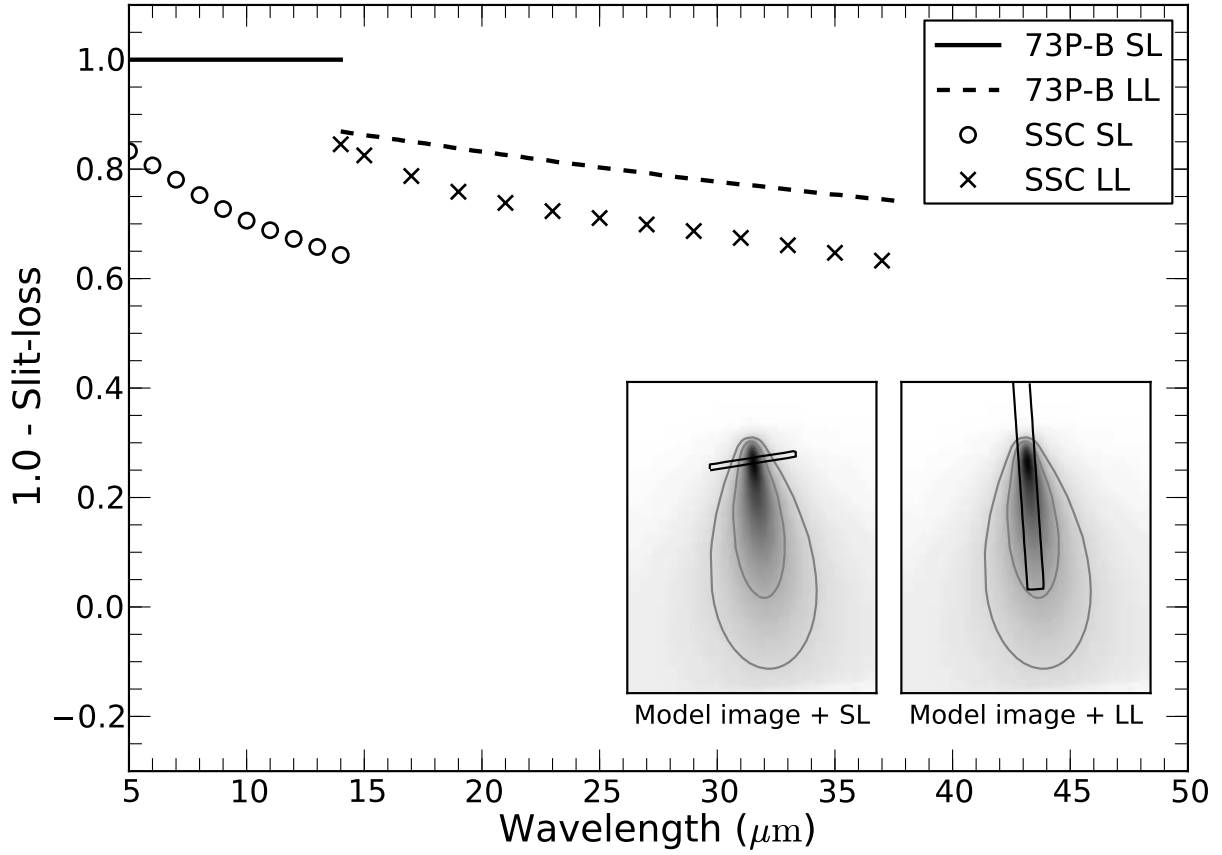 1.0
0.8
0.6
0.4
0.2
0.0
−0.2
1.0 - Slit-loss
73P-B SL
73P-B LL
SSC SL
SSC LL
Model image + SL
Model image + LL
5 10 15 20 25 30 35 40 45 50
Wavelength (μm)